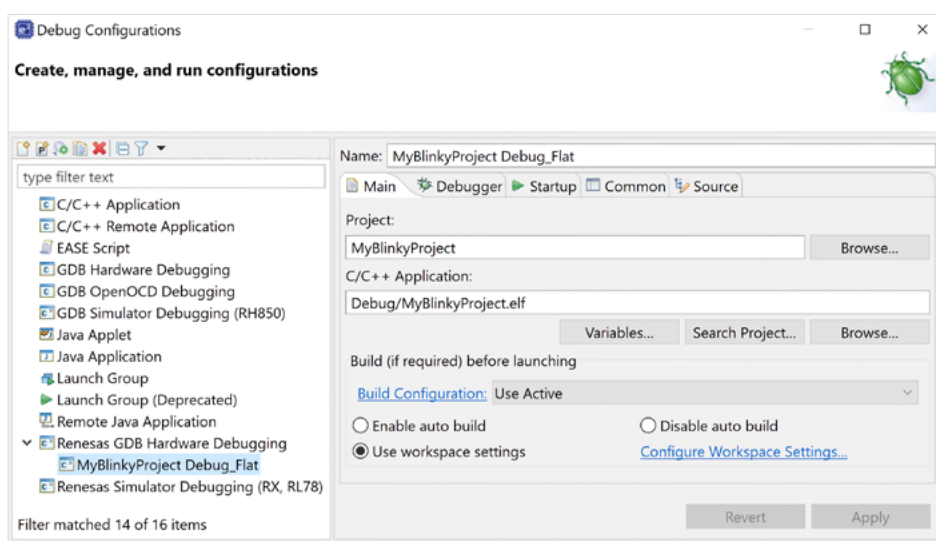 Debug Configurations
Create, manage, and run configurations
type filter text
C/C++ Application
C/C++ Remote Application
EASE Script
GDB Hardware Debugging
GDB OpenOCD Debugging
GDB Simulator Debugging (RH850)
Java Applet
Java Application
Launch Group
Launch Group (Deprecated)
Remote Java Application
Renesas GDB Hardware Debugging
MyBlinkyProject Debug_Flat
Renesas Simulator Debugging (RX, RL78)
Filter matched 14 of 16 items
Name: MyBlinkyProject Debug_Flat
Main Debugger Startup Common Source
Project:
MyBlinkyProject Browse...
C/C++ Application:
Debug/MyBlinkyProject.elf
Variables... Search Project... Browse...
Build (if required) before launching
Build Configuration: Use Active
Enable auto build Disable auto build
Use workspace settings Configure Workspace Settings...
Revert Apply